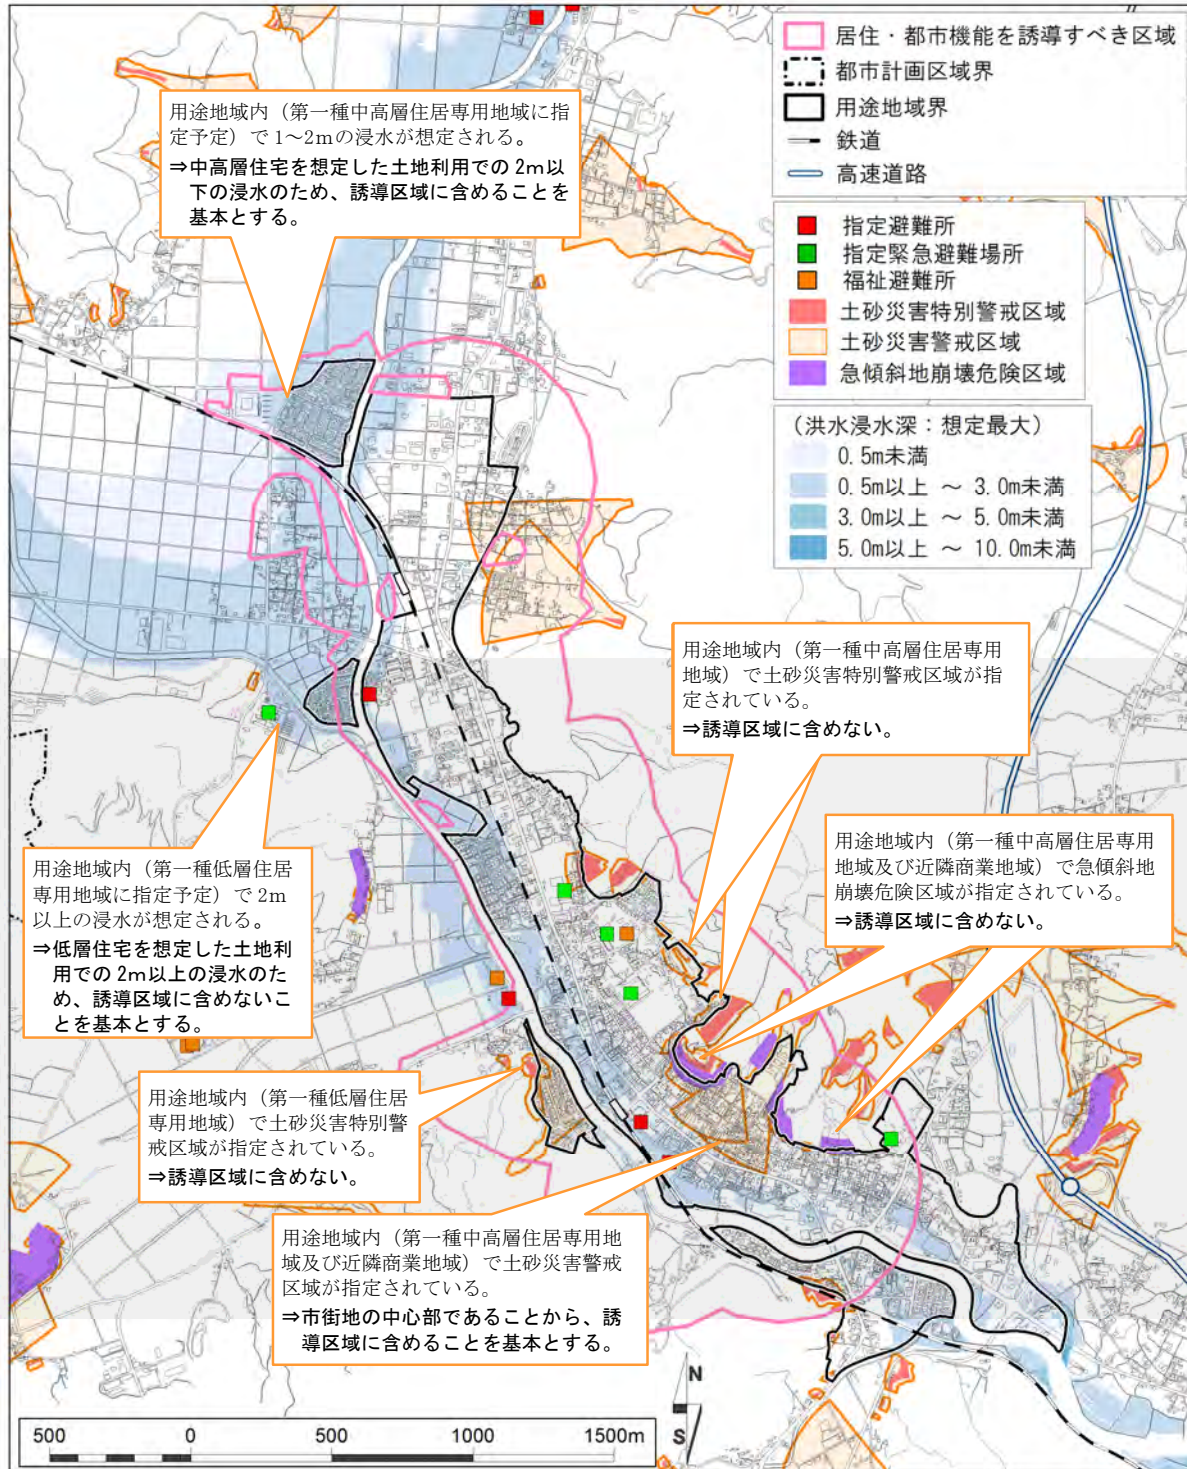 居住・都市機能を誘導すべき区域
都市計画区域界
用途地域界
鉄道
高速道路
指定避難所
指定緊急避難場所
福祉避難所
土砂災害特別警戒区域
土砂災害警戒区域
急傾斜地崩壊危険区域
（洪水浸水深：想定最大）
0.5m未満
0.5m以上 ～ 3.0m未満
3.0m以上 ～ 5.0m未満
5.0m以上 ～ 10.0m未満
用途地域内（第一種中高層住居専用地域に指
定予定）で1～2mの浸水が想定される。
⇒中高層住宅を想定した土地利用での2m以
下の浸水のため、誘導区域に含めることを
基本とする。
用途地域内（第一種中高層住居専用
地域）で土砂災害特別警戒区域が指
定されている。
⇒誘導区域に含めない。
用途地域内（第一種中高層住居専用
地域及び近隣商業地域）で急傾斜地
崩壊危険区域が指定されている。
⇒誘導区域に含めない。
用途地域内（第一種低層住居
専用地域に指定予定）で2m
以上の浸水が想定される。
⇒低層住宅を想定した土地利
用での2m以上の浸水のた
め、誘導区域に含めないこ
とを基本とする。
用途地域内（第一種低層住居
専用地域）で土砂災害特別警
戒区域が指定されている。
⇒誘導区域に含めない。
用途地域内（第一種中高層住居専用地
域及び近隣商業地域）で土砂災害警戒
区域が指定されている。
⇒市街地の中心部であることから、誘
導区域に含めることを基本とする。
N
S
500 0 500 1000 1500m